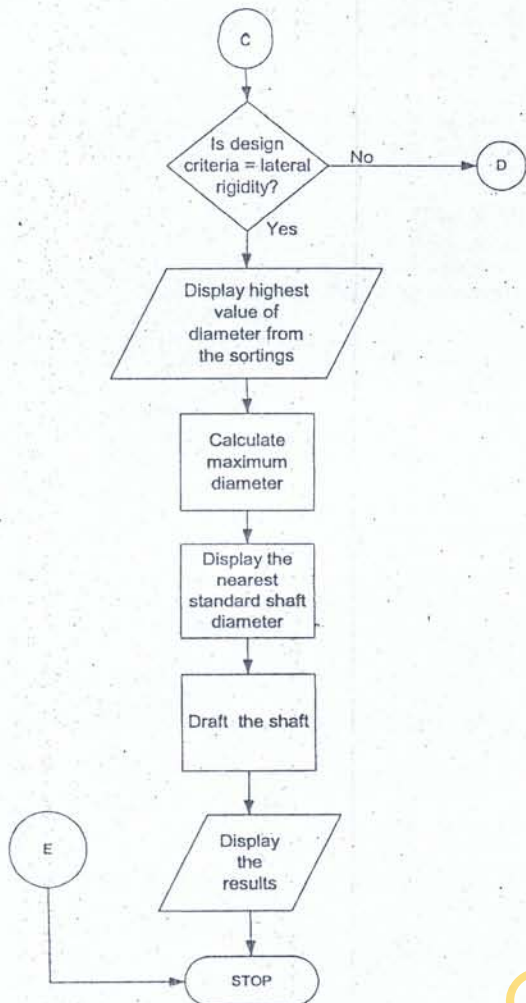 C
Is design
criteria = lateral
rigidity?
No
D
Yes
Display highest
value of
diameter from
the sortings
Calculate
maximum
diameter
Display the
nearest
standard shaft
diameter
Draft the shaft
Display
the
results
E
STOP